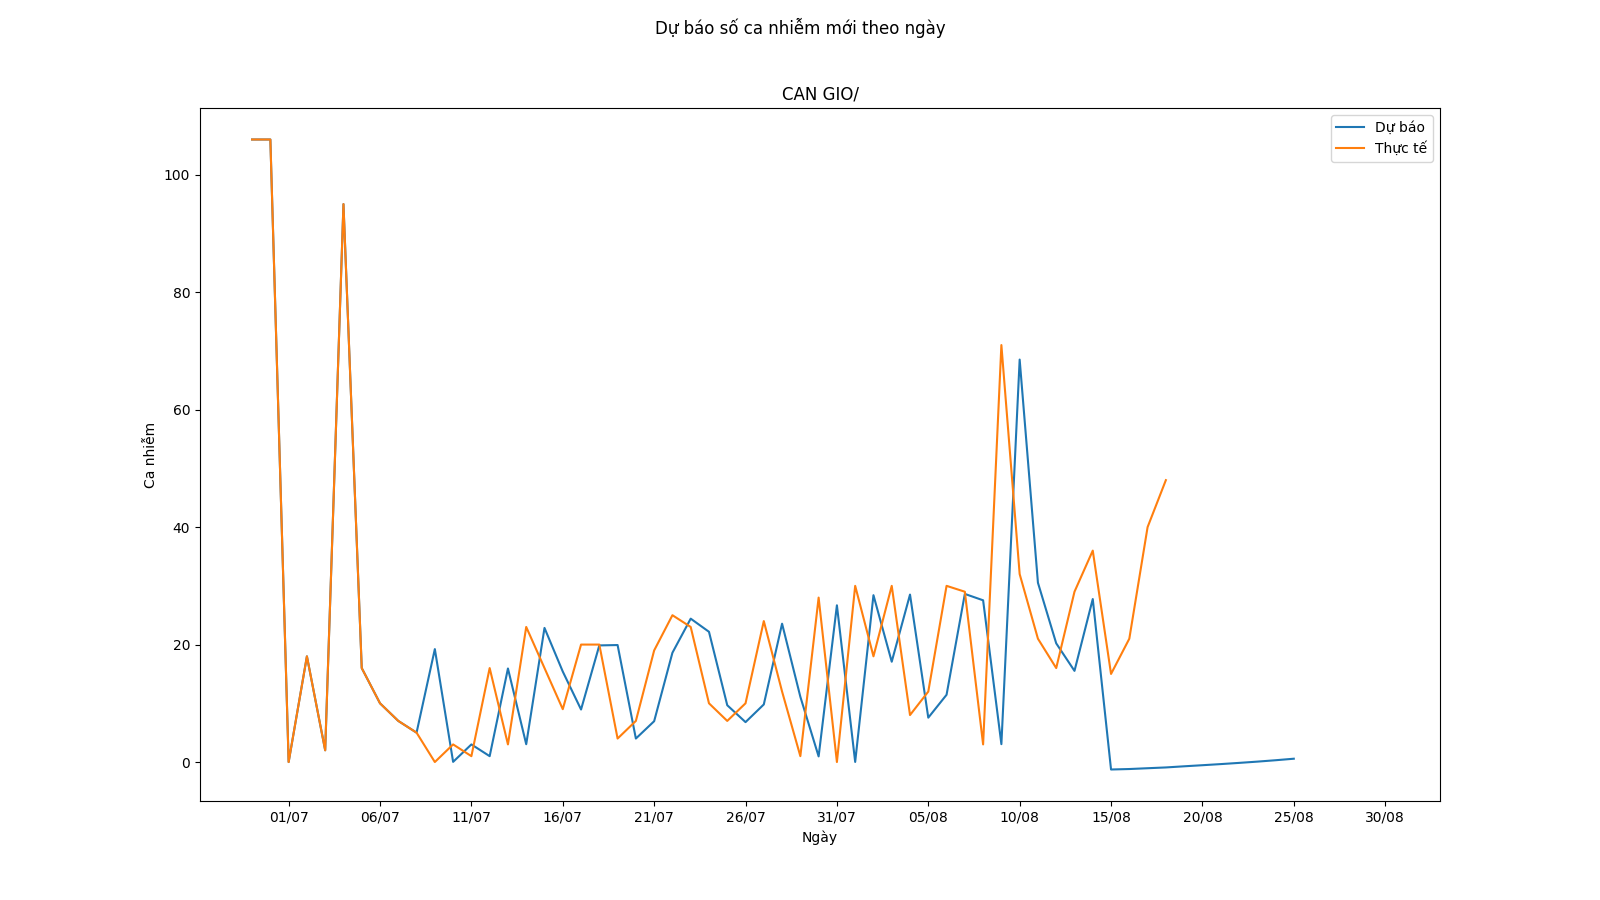 Dự báo số ca nhiễm mới theo ngày
CAN GIO/
Dự báo
Thực tế
100
80
60
40
20
0
Ca nhiễm
01/07 06/07 11/07 16/07 21/07 26/07 31/07 05/08 10/08 15/08 20/08 25/08 30/08
Ngày